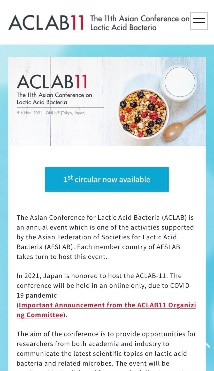 ACLAB11 The 11th Asian Conference on
Lactic Acid Bacteria
ACLAB11
The 11th Asian Conference on
Lactic Acid Bacteria
1st circular now available
The Asian Conference for Lactic Acid Bacteria (ACLAB) is
an annual event which is one of the activities supported
by the Asian Federation of Societies for Lactic Acid
Bacteria (AFSLAB). Each member country of AFSLAB
takes turn to host this event.
In 2021, Japan is honored to host the ACLAB-11. The
conference will be held in an online only, due to COVID-
19 pandemic
(Important Announcement from the ACLAB11 Organizi
ng Committee).
The aim of the conference is to provide opportunities for
researchers from both academia and industry to
communicate the latest scientific topics on lactic acid
bacteria and related microbes. The event will be